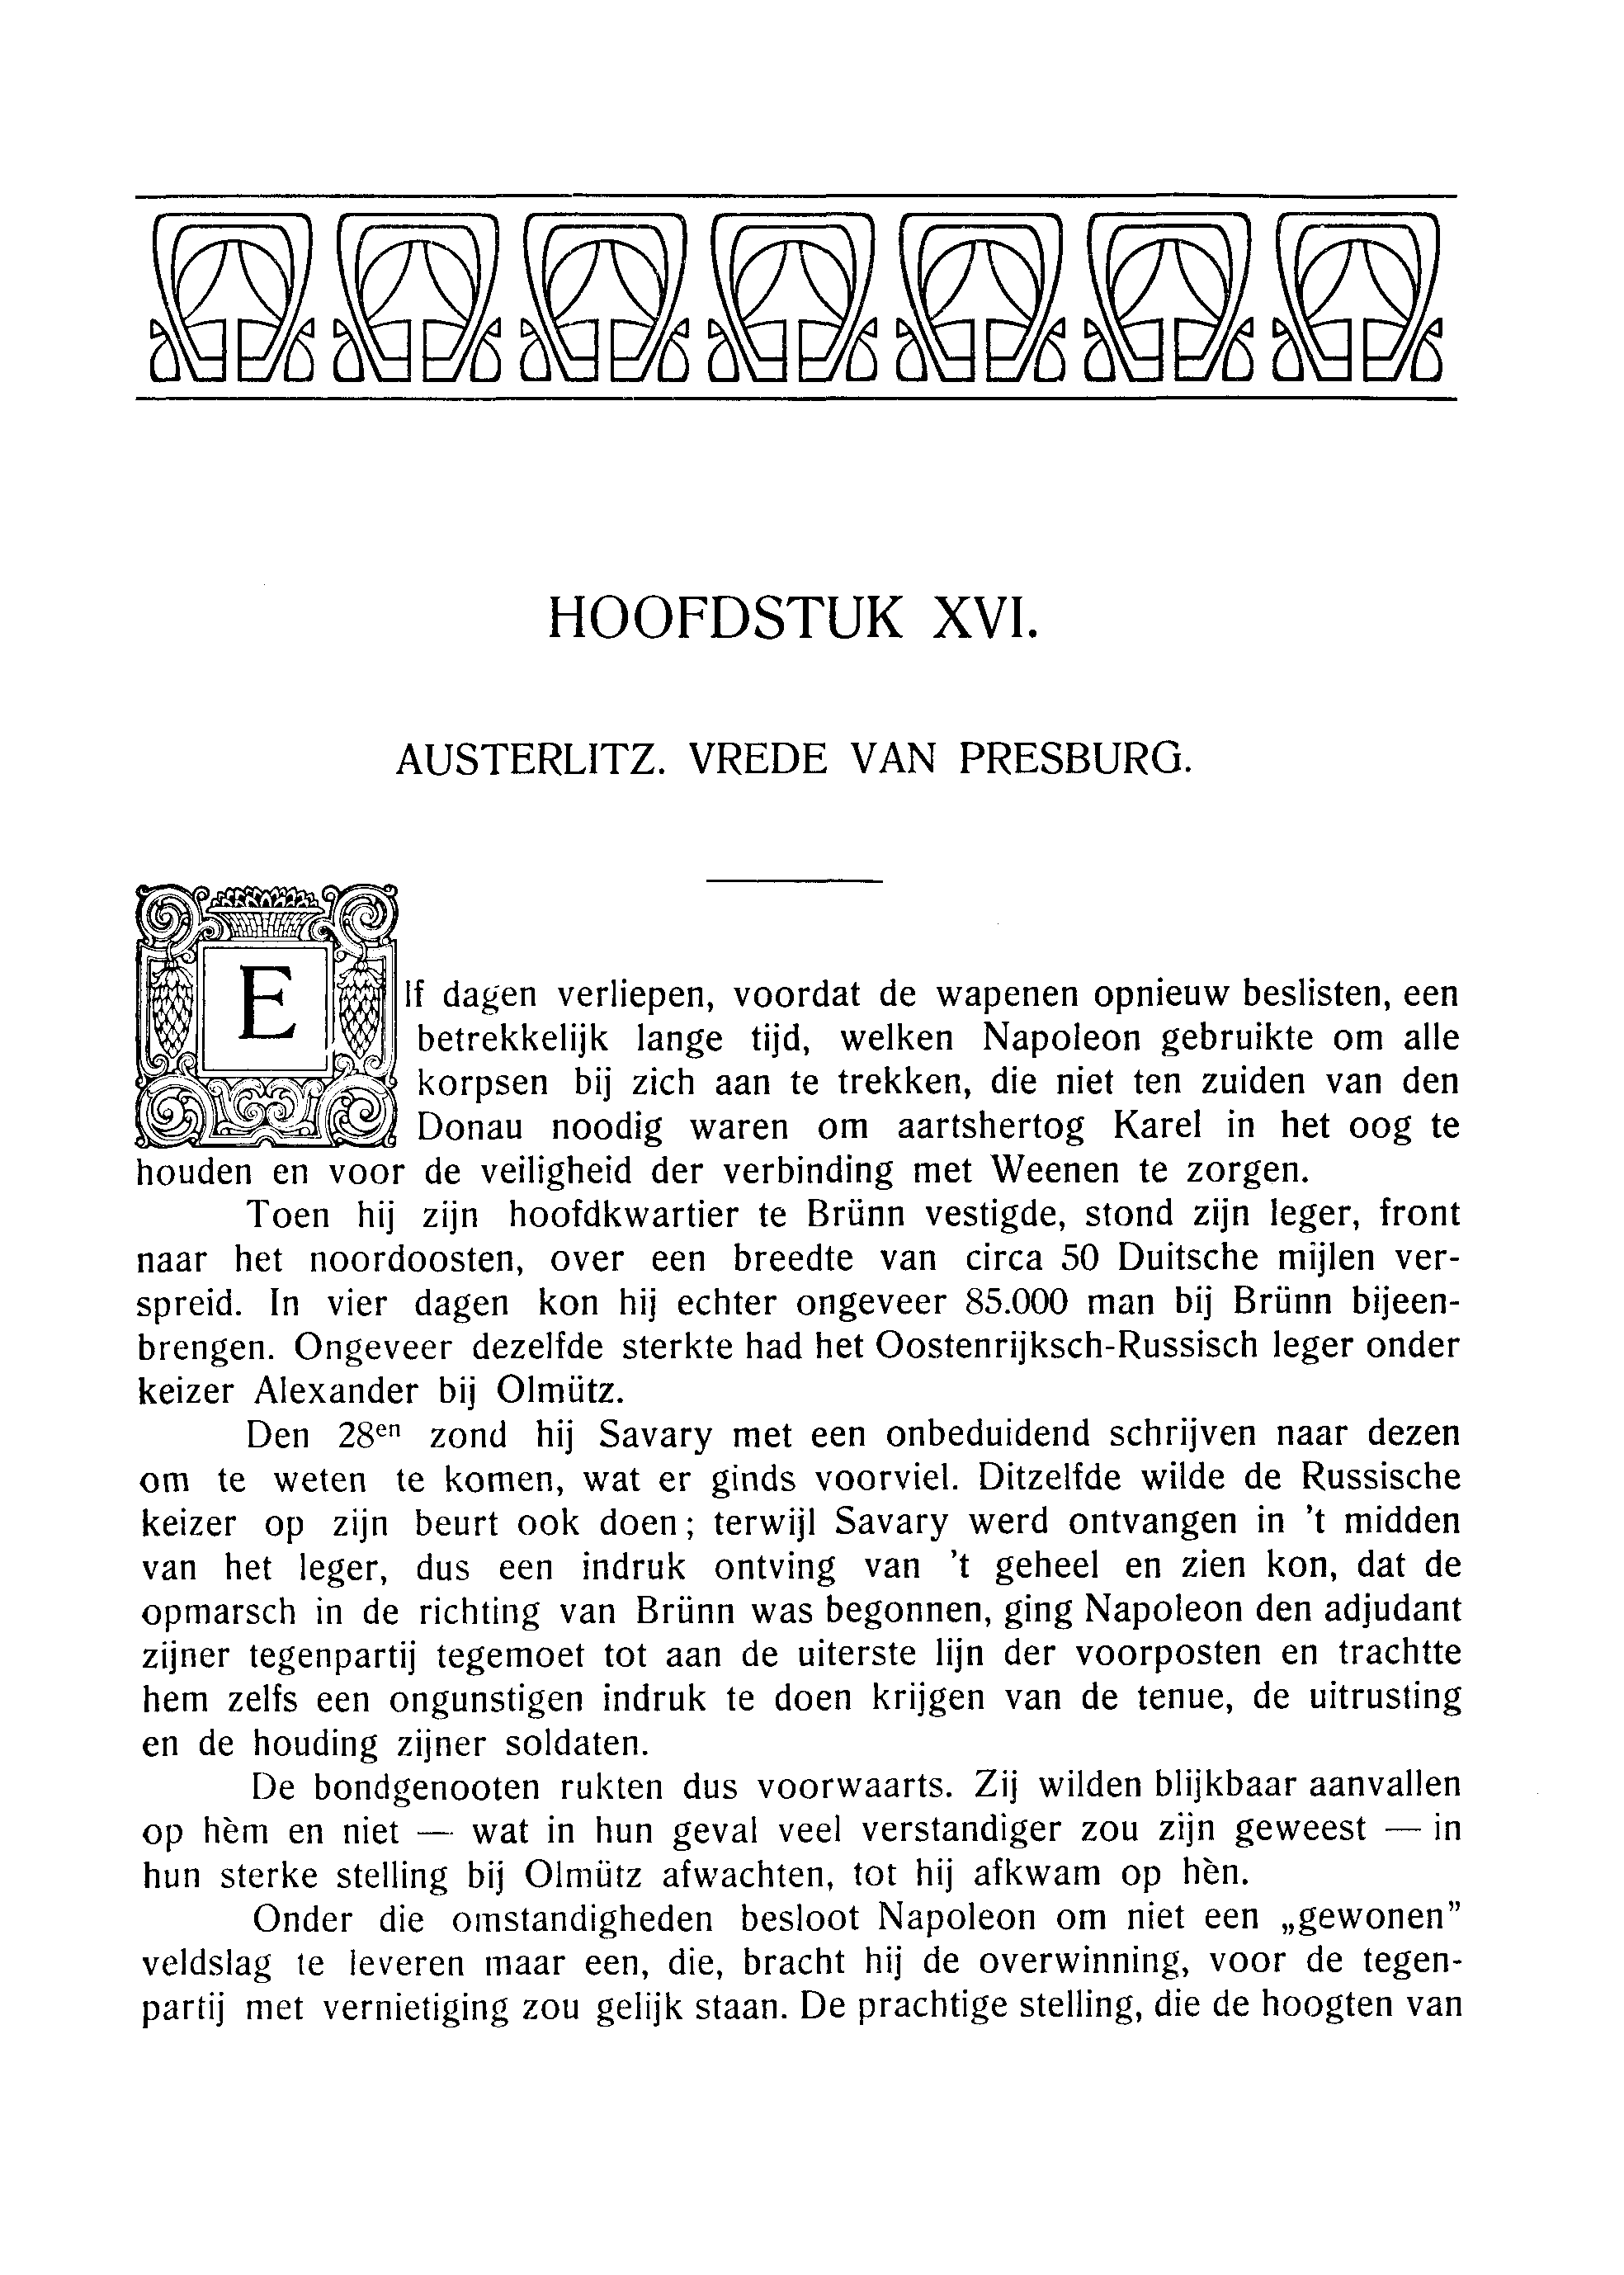 HOOFDSTUK XVI.
AUSTERLITZ. VREDE VAN PRESBURG.
Elf dagen verliepen, voordat de wapenen opnieuw beslisten, een
betrekkelijk lange tijd, welken Napoleon gebruikte om alle
korpsen bij zich aan te trekken, die niet ten zuiden van den
Donau noodig waren om aartshertog Karel in het oog te
houden en voor de veiligheid der verbinding met Weenen te zorgen.
Toen hij zijn hoofdkwartier te Brünn vestigde, stond zijn leger, front
naar het noordoosten, over een breedte van circa 50 Duitsche mijlen ver-
spreid. In vier dagen kon hij echter ongeveer 85.000 man bij Brünn bijeen-
brengen. Ongeveer dezelfde sterkte had het Oostenrijksch-Russisch leger onder
keizer Alexander bij Olmütz.
Den 28en zond hij Savary met een onbeduidend schrijven naar dezen
om te weten te komen, wat er ginds voorviel. Ditzelfde wilde de Russische
keizer op zijn beurt ook doen; terwijl Savary werd ontvangen in 't midden
van het leger, dus een indruk ontving van 't geheel en zien kon, dat de
opmarsch in de richting van Brünn was begonnen, ging Napoleon den adjudant
zijner tegenpartij tegemoet tot aan de uiterste lijn der voorposten en trachtte
hem zelfs een ongunstigen indruk te doen krijgen van de tenue, de uitrusting
en de houding zijner soldaten.
De bondgenooten rukten dus voorwaarts. Zij wilden blijkbaar aanvallen
op hèm en niet — wat in hun geval veel verstandiger zou zijn geweest — in
hun sterke stelling bij Olmütz afwachten, tot hij afkwam op hèn.
Onder die omstandigheden besloot Napoleon om niet een „gewonen”
veldslag te leveren maar een, die, bracht hij de overwinning, voor de tegen-
partij met vernietiging zou gelijk staan. De prachtige stelling, die de hoogten van